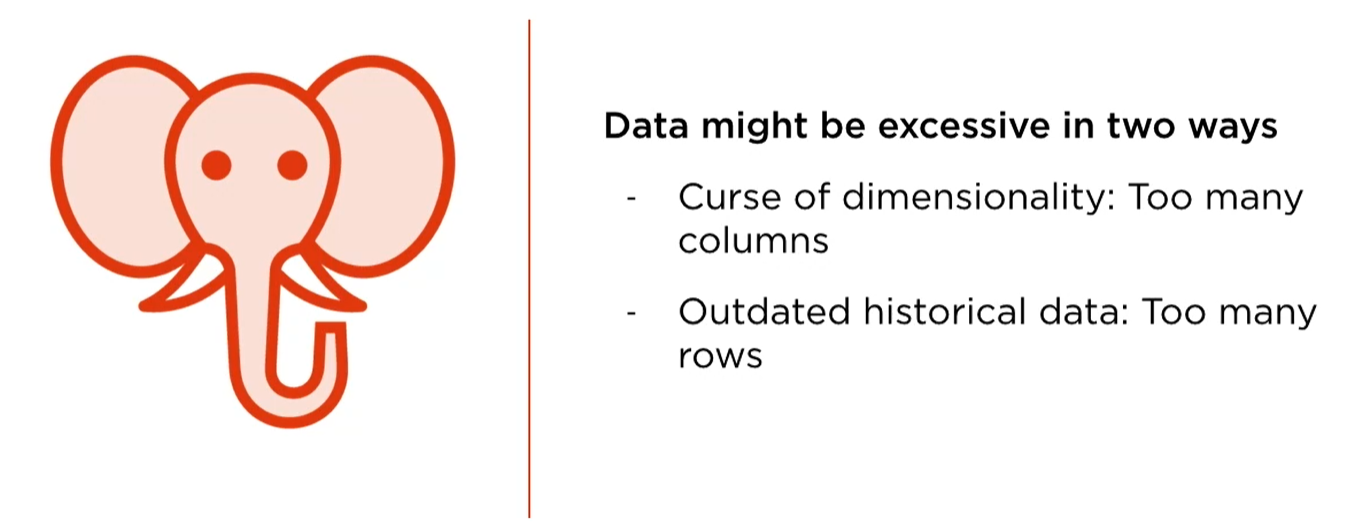 Data might be excessive in two ways
- Curse of dimensionality: Too many
columns
- Outdated historical data: Too many
rows